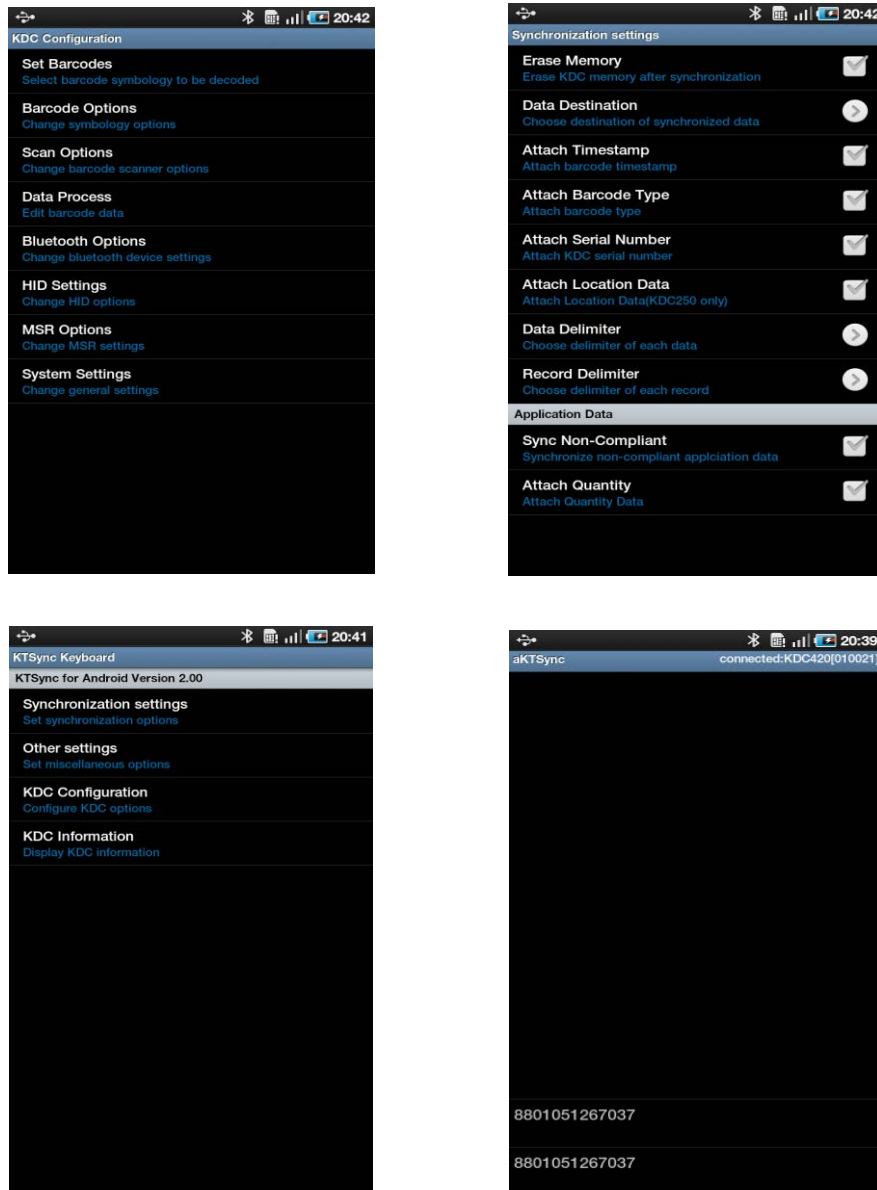 20:42
KDC Configuration
Set Barcodes
Select barcode symbology to be decoded
Barcode Options
Change symbology options
Scan Options
Change barcode scanner options
Data Process
Edit barcode data
Bluetooth Options
Change bluetooth device settings
HID Settings
Change HID options
MSR Options
Change MSR settings
System Settings
Change general settings
20:42
Synchronization settings
Erase Memory
Erase KDC memory after synchronization
Data Destination
Choose destination of synchronized data
Attach Timestamp
Attach barcode timestamp
Attach Barcode Type
Attach barcode type
Attach Serial Number
Attach KDC serial number
Attach Location Data
Attach Location Data(KDC250 only)
Data Delimiter
Choose delimiter of each data
Record Delimiter
Choose delimiter of each record
Application Data
Sync Non-Compliant
Synchronize non-compliant applciation data
Attach Quantity
Attach Quantity Data
20:41
KTSync Keyboard
KTSync for Android Version 2.00
Synchronization settings
Set synchronization options
Other settings
Set miscellaneous options
KDC Configuration
Configure KDC options
KDC Information
Display KDC information
20:39
aKTSync connected:KDC420[010021]
8801051267037
8801051267037